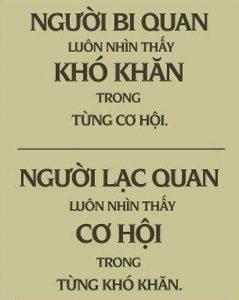 NGƯỜI BI QUAN
LUÔN NHÌN THẤY
KHÓ KHĂN
TRONG
TỪNG CƠ HỘI.
NGƯỜI LẠC QUAN
LUÔN NHÌN THẤY
CƠ HỘI
TRONG
TỪNG KHÓ KHĂN.